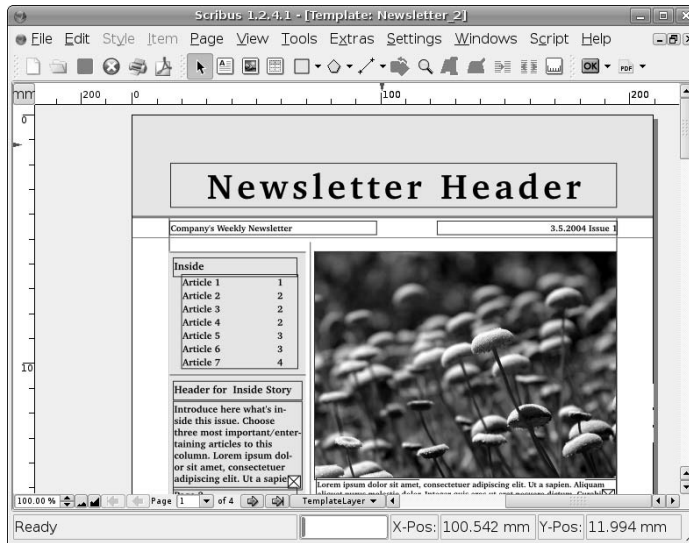 Scribus 1.2.4.1 - [Template: Newsletter_2]
File Edit Style Item Page View Tools Extras Settings Windows Script Help
OK PDF
mm 200 0 100 200
0
Newsletter Header
Company's Weekly Newsletter 3.5.2004 Issue 1
Inside
Article 1 1
Article 2 2
Article 3 2
Article 4 2
Article 5 3
Article 6 3
Article 7 4
10
Header for Inside Story
Introduce here what's in-
side this issue. Choose
three most important/enter-
taining articles to this
column. Lorem ipsum dol-
or sit amet, consectetuer
adipiscing elit. Ut a sapie
Lorem ipsum dolor sit amet, consectetuer adipiscing elit. Ut a sapien. Aliquam
100.00 % Page 1 of 4 TemplateLayer
Ready X-Pos: 100.542 mm Y-Pos: 11.994 mm